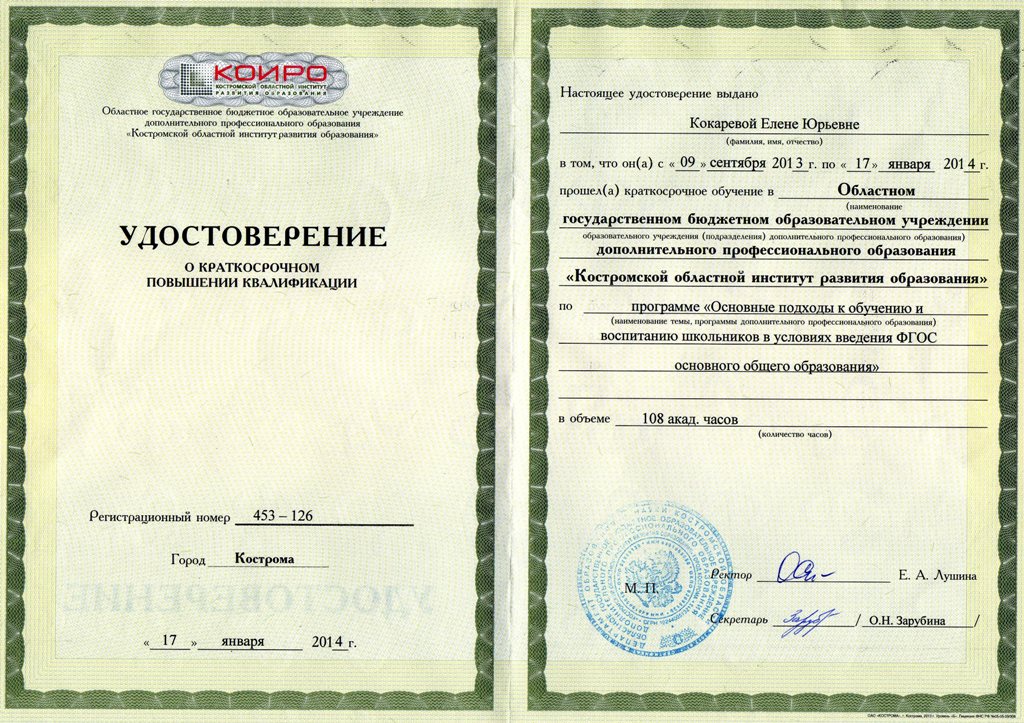 КОИРО
КОСТРОМСКОЙ ОБЛАСТНОЙ ИНСТИТУТ
РАЗВИТИЯ ОБРАЗОВАНИЯ
Областное государственное бюджетное образовательное учреждение
дополнительного профессионального образования
«Костромской областной институт развития образования»
УДОСТОВЕРЕНИЕ
О КРАТКОСРОЧНОМ
ПОВЫШЕНИИ КВАЛИФИКАЦИИ
Регистрационный номер 453 – 126
Город Кострома
« 17 » января 2014 г.
Настоящее удостоверение выдано
Кокаревой Елене Юрьевне
(фамилия, имя, отчество)
в том, что он(а) с « 09 » сентября 2013 г. по « 17 » января 2014 г.
прошел(а) краткосрочное обучение в Областном
(наименование
государственном бюджетном образовательном учреждении
образовательного учреждения (подразделения) дополнительного профессионального образования)
дополнительного профессионального образования
«Костромской областной институт развития образования»
по программе «Основные подходы к обучению и
(наименование темы, программы дополнительного профессионального образования)
воспитанию школьников в условиях введения ФГОС
основного общего образования»
в объеме 108 акад. часов
(количество часов)
М. П.
Ректор Е. А. Лушина
Секретарь / О.Н. Зарубина /